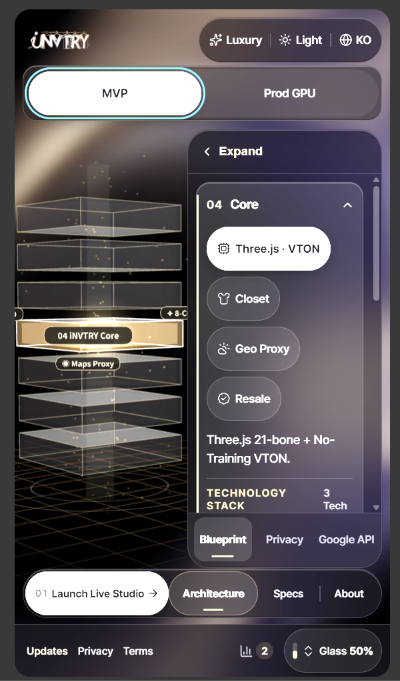 iNVTRY
Luxury
Light
KO
MVP
Prod GPU
Expand
04 Core
Three.js · VTON
Closet
Geo Proxy
Resale
Three.js 21-bone + No-
Training VTON.
TECHNOLOGY
STACK
3
Tech
04 iNVTRY Core
Maps Proxy
Blueprint
Privacy
Google API
01 Launch Live Studio →
Architecture
Specs
About
Updates
Privacy
Terms
2
Glass 50%